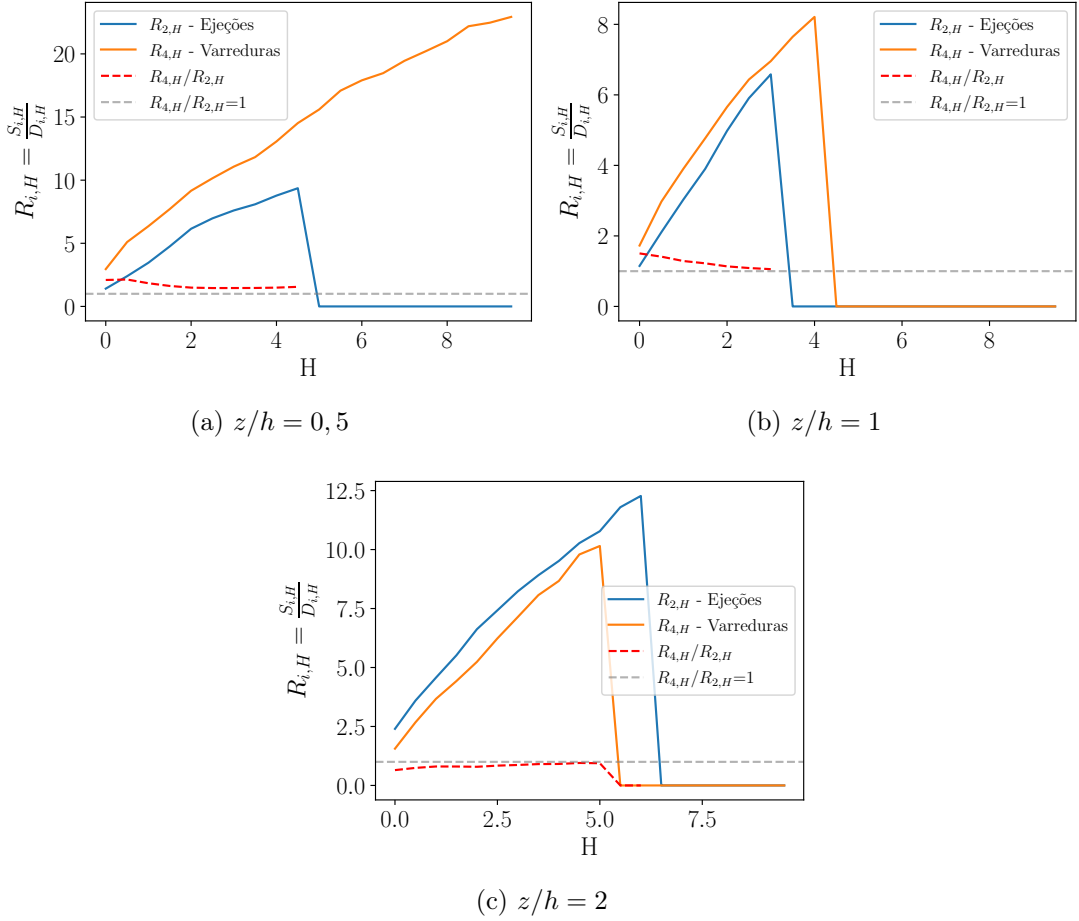 R_{i,H} = \frac{S_{i,H}}{D_{i,H}}
20
15
10
5
0
R_{2,H} - Ejeções
R_{4,H} - Varreduras
R_{4,H}/R_{2,H}
R_{4,H}/R_{2,H}=1
0 2 4 6 8
H
(a) z/h = 0, 5
R_{i,H} = \frac{S_{i,H}}{D_{i,H}}
8
6
4
2
0
R_{2,H} - Ejeções
R_{4,H} - Varreduras
R_{4,H}/R_{2,H}
R_{4,H}/R_{2,H}=1
0 2 4 6 8
H
(b) z/h = 1
R_{i,H} = \frac{S_{i,H}}{D_{i,H}}
12.5
10.0
7.5
5.0
2.5
0.0
R_{2,H} - Ejeções
R_{4,H} - Varreduras
R_{4,H}/R_{2,H}
R_{4,H}/R_{2,H}=1
0.0 2.5 5.0 7.5
H
(c) z/h = 2